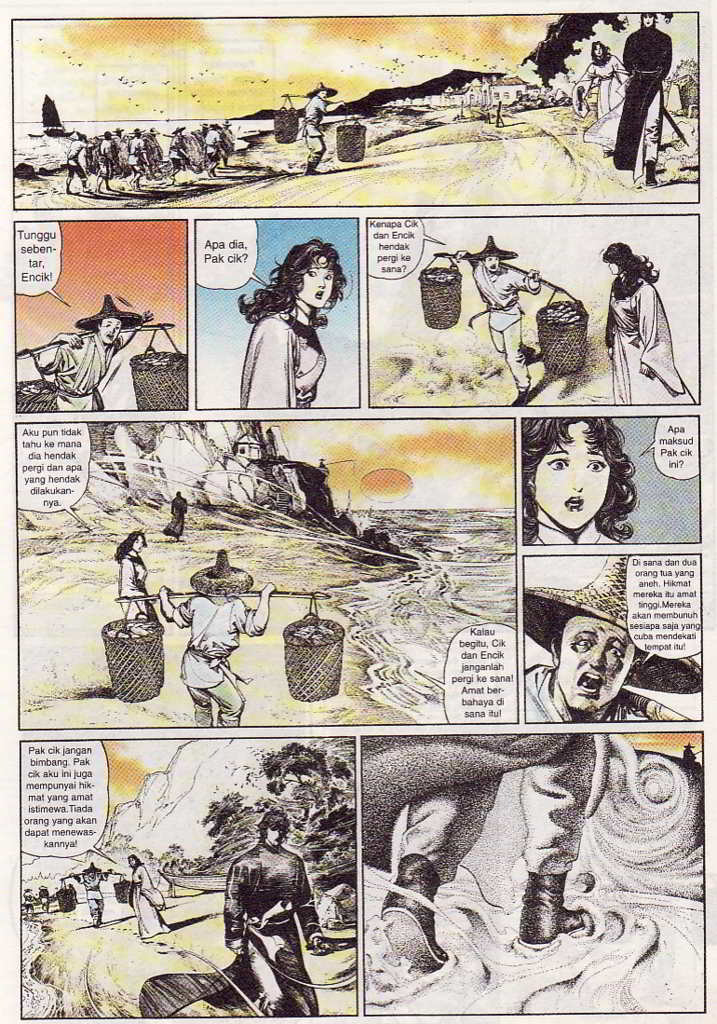 Tunggu
seben-
tar,
Encik!
Apa dia,
Pak cik?
Kenapa Cik
dan Encik
hendak
pergi ke
sana?
Aku pun tidak
tahu ke mana
dia hendak
pergi dan apa
yang hendak
dilakukan-
nya.
Kalau
begitu, Cik
dan Encik
janganlah
pergi ke sana!
Amat ber-
bahaya di
sana itu!
Apa
maksud
Pak cik
ini?
Di sana dan dua
orang tua yang
aneh. Hikmat
mereka itu amat
tinggi.Mereka
akan membunuh
sesiapa saja yang
cuba mendekati
tempat itu!
Pak cik jangan
bimbang. Pak
cik aku ini juga
mempunyai hik-
mat yang amat
istimewa.Tiada
orang yang akan
dapat menewas-
kannya!